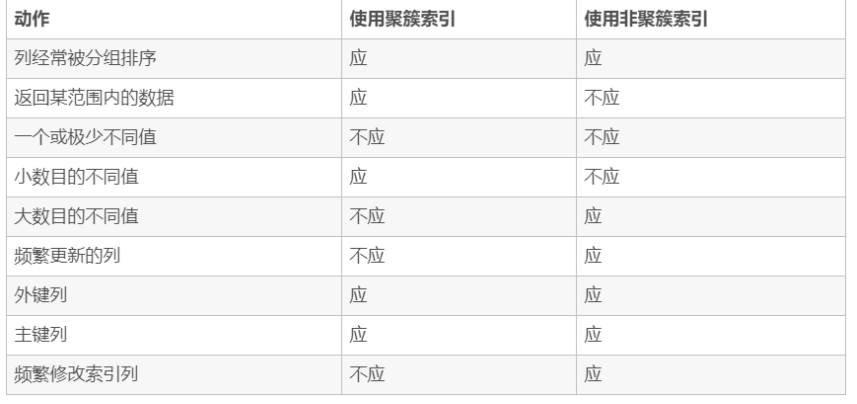 动作 使用聚簇索引 使用非聚簇索引
列经常被分组排序 应 应
返回某范围内的数据 应 不应
一个或极少不同值 不应 不应
小数目的不同值 应 不应
大数目的不同值 不应 应
频繁更新的列 不应 应
外键列 应 应
主键列 应 应
频繁修改索引列 不应 应